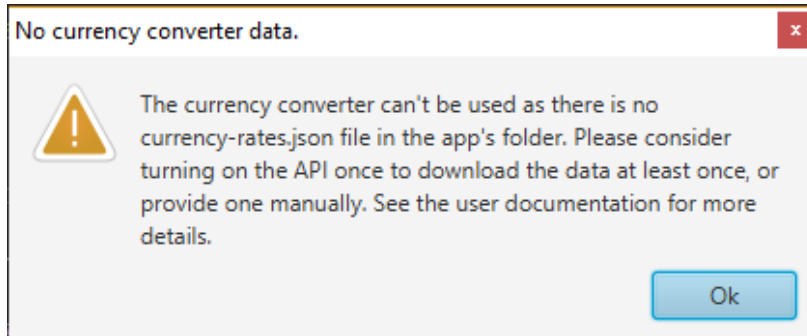 No currency converter data.
x
The currency converter can't be used as there is no
currency-rates.json file in the app's folder. Please consider
turning on the API once to download the data at least once, or
provide one manually. See the user documentation for more
details.
Ok